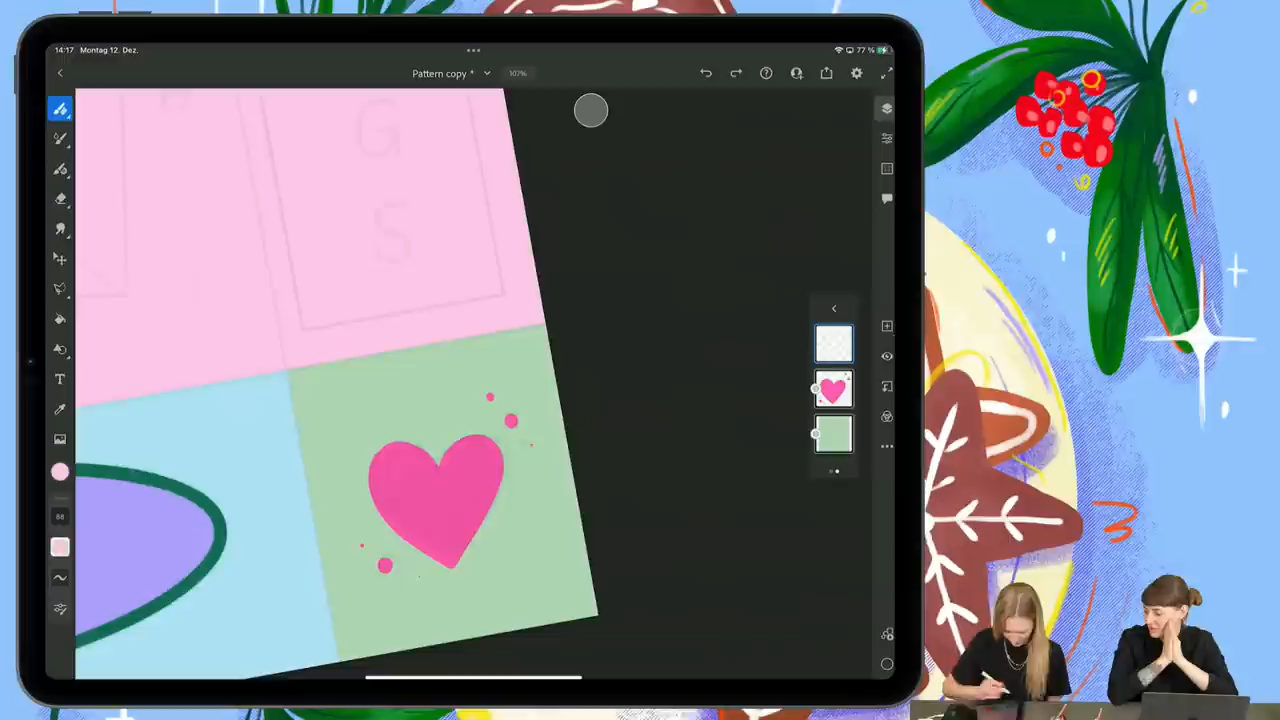 14:17 Montag 12. Dez.
77 %
Pattern copy *
107%
G
S
T
88